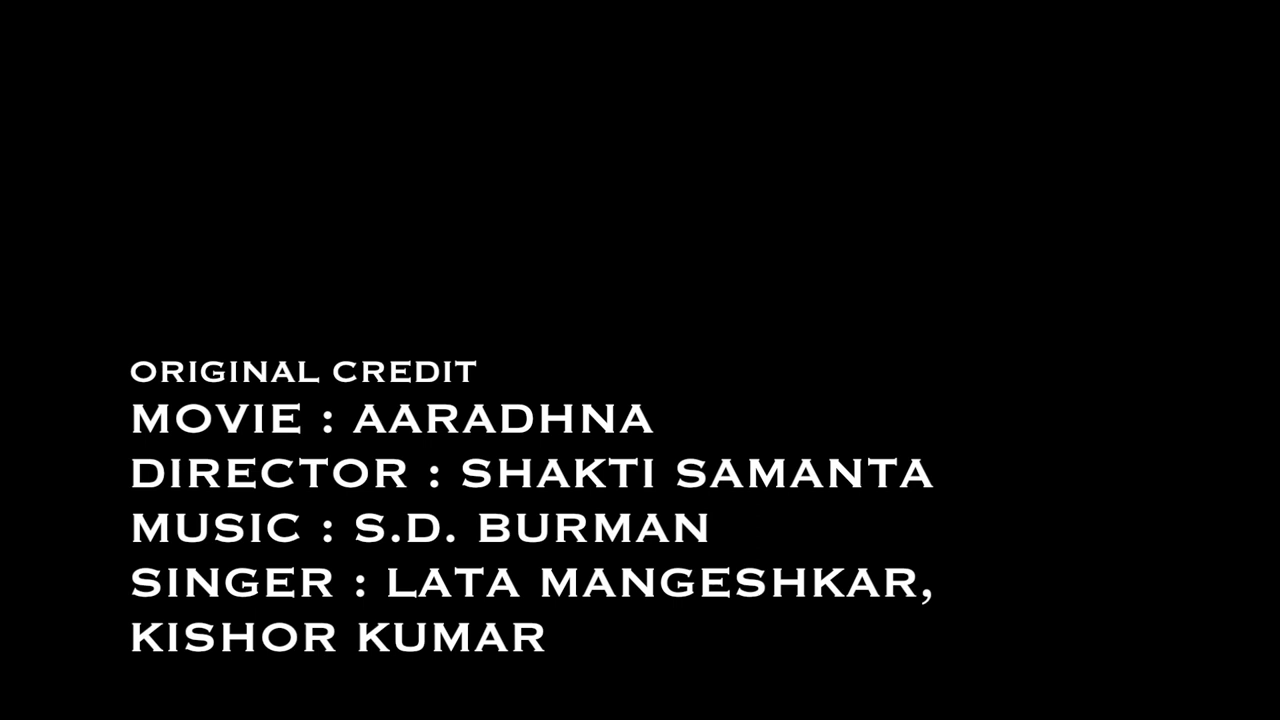 ORIGINAL CREDIT
MOVIE : AARADHNA
DIRECTOR : SHAKTI SAMANTA
MUSIC : S.D. BURMAN
SINGER : LATA MANGESHKAR,
KISHOR KUMAR